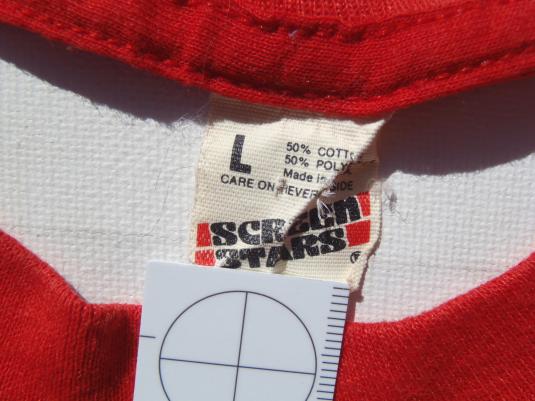 L
50% COTT
50% POLY
Made in
CARE ON REVERSE SIDE
SCREEN
STARS
®